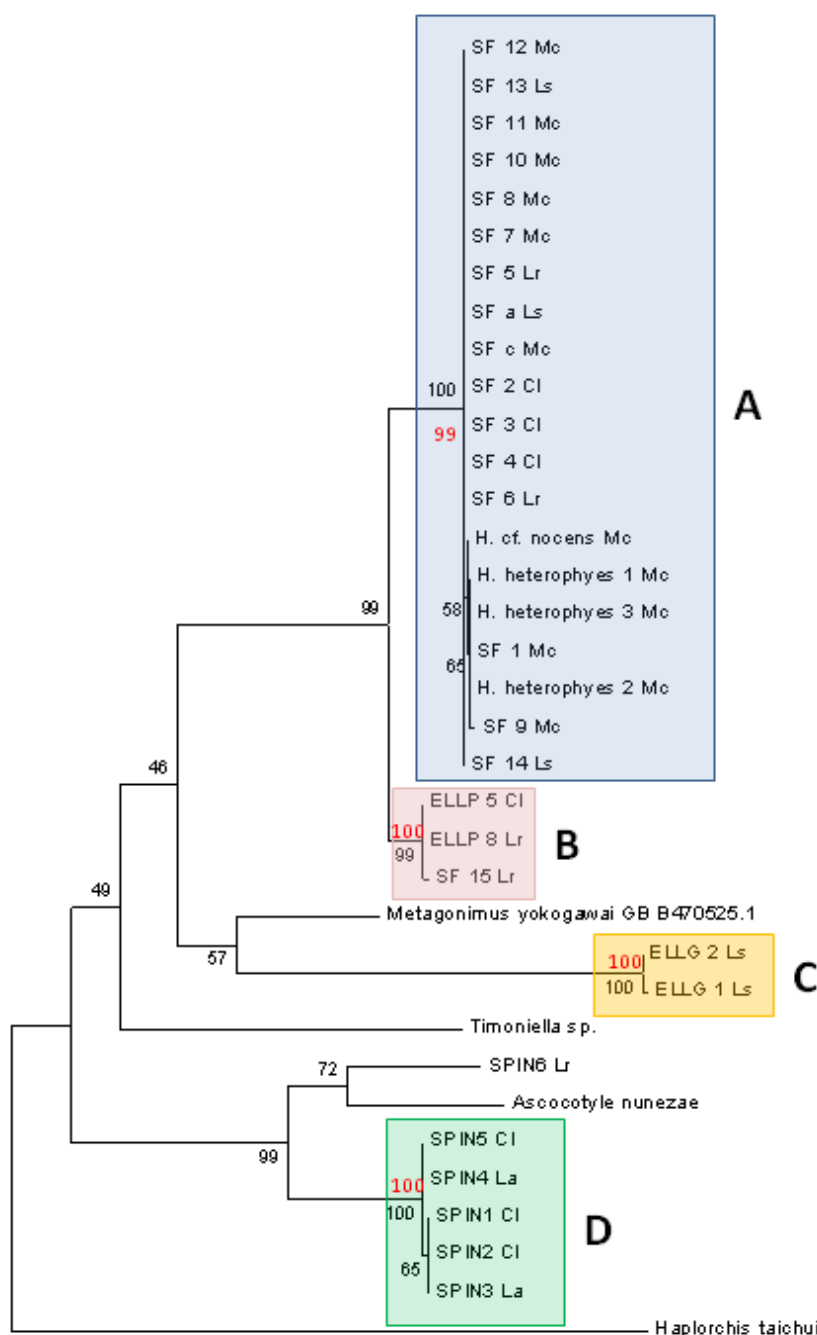 SF 12 Mc
SF 13 Ls
SF 11 Mc
SF 10 Mc
SF 8 Mc
SF 7 Mc
SF 5 Lr
SF a Ls
SF c Mc
100 SF 2 Cl
A
99 SF 3 Cl
SF 4 Cl
SF 6 Lr
H. cf. nocens Mc
H. heterophyes 1 Mc
99 58 H. heterophyes 3 Mc
65 SF 1 Mc
H. heterophyes 2 Mc
SF 9 Mc
46 SF 14 Ls
ELLP 5 Cl
100 ELLP 8 Lr
B
99 SF 15 Lr
49
Metagonimus yokogawai GB B470525.1
57 100 ELLG 2 Ls
C
100 ELLG 1 Ls
Timoniella sp.
72 SPIN6 Lr
Ascocotyle nunezae
99 SPIN5 Cl
100 SPIN4 La
100 SPIN1 Cl
D
65 SPIN2 Cl
SPIN3 La
Haplorchis taichui